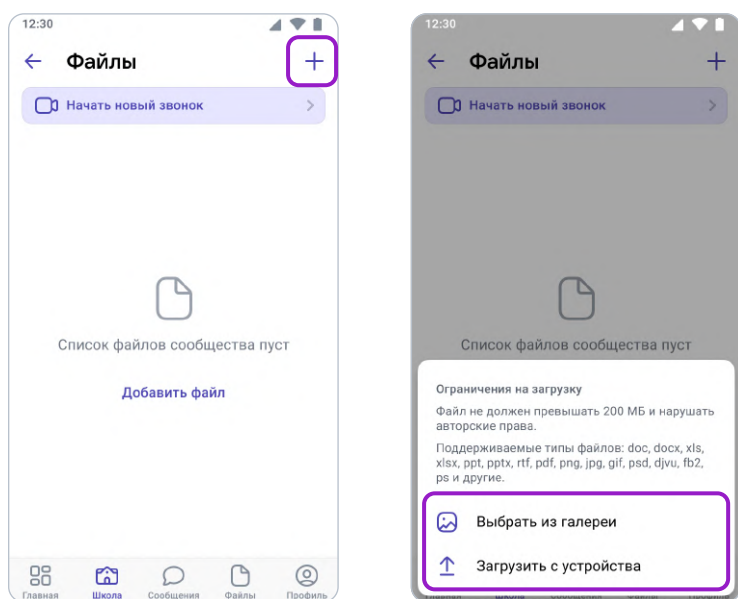 12:30
Файлы
Начать новый звонок
Список файлов сообщества пуст
Добавить файл
Главная
Школа
Сообщения
Файлы
Профиль
12:30
Файлы
Начать новый звонок
Список файлов сообщества пуст
Ограничения на загрузку
Файл не должен превышать 200 МБ и нарушать
авторские права.
Поддерживаемые типы файлов: doc, docx, xls,
xlsx, ppt, pptx, rtf, pdf, png, jpg, gif, psd, djvu, fb2,
ps и другие.
Выбрать из галереи
Загрузить с устройства